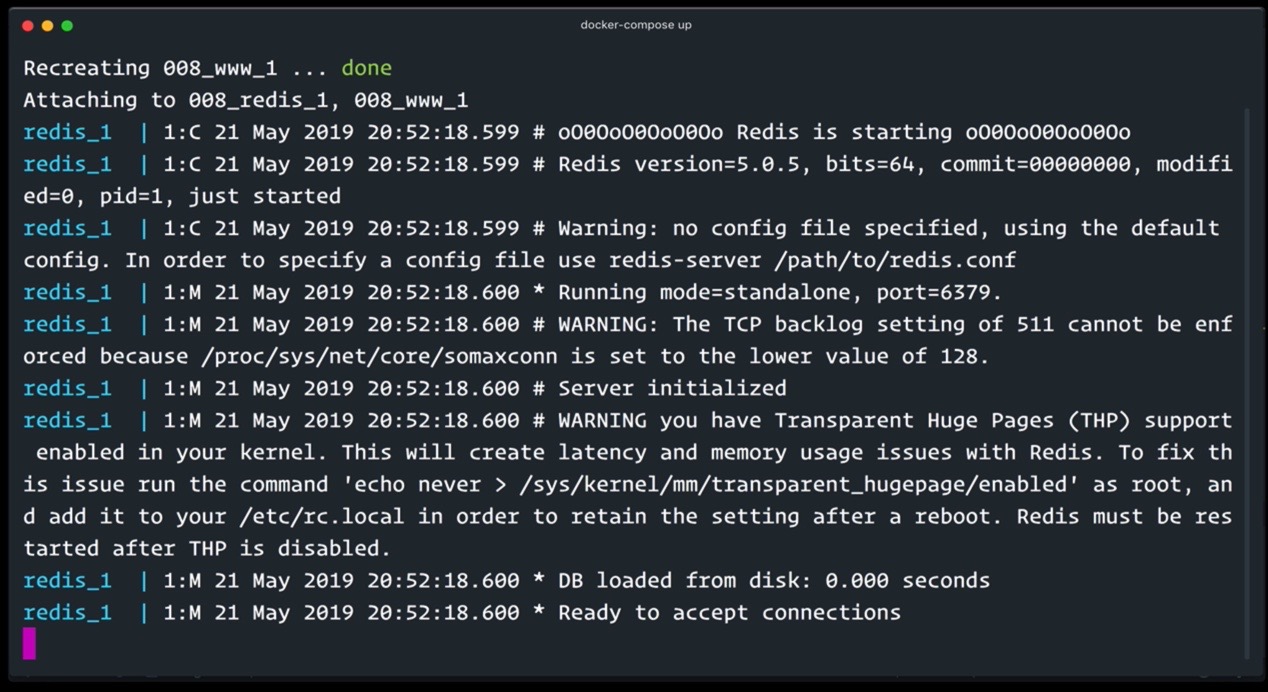 docker-compose up
Recreating 008_www_1 ... done
Attaching to 008_redis_1, 008_www_1
redis_1  | 1:C 21 May 2019 20:52:18.599 # oO0OoO0OoO0Oo Redis is starting oO0OoO0OoO0Oo
redis_1  | 1:C 21 May 2019 20:52:18.599 # Redis version=5.0.5, bits=64, commit=00000000, modifi
ed=0, pid=1, just started
redis_1  | 1:C 21 May 2019 20:52:18.599 # Warning: no config file specified, using the default
config. In order to specify a config file use redis-server /path/to/redis.conf
redis_1  | 1:M 21 May 2019 20:52:18.600 * Running mode=standalone, port=6379.
redis_1  | 1:M 21 May 2019 20:52:18.600 # WARNING: The TCP backlog setting of 511 cannot be enf
orced because /proc/sys/net/core/somaxconn is set to the lower value of 128.
redis_1  | 1:M 21 May 2019 20:52:18.600 # Server initialized
redis_1  | 1:M 21 May 2019 20:52:18.600 # WARNING you have Transparent Huge Pages (THP) support
 enabled in your kernel. This will create latency and memory usage issues with Redis. To fix th
is issue run the command 'echo never > /sys/kernel/mm/transparent_hugepage/enabled' as root, an
d add it to your /etc/rc.local in order to retain the setting after a reboot. Redis must be res
tarted after THP is disabled.
redis_1  | 1:M 21 May 2019 20:52:18.600 * DB loaded from disk: 0.000 seconds
redis_1  | 1:M 21 May 2019 20:52:18.600 * Ready to accept connections